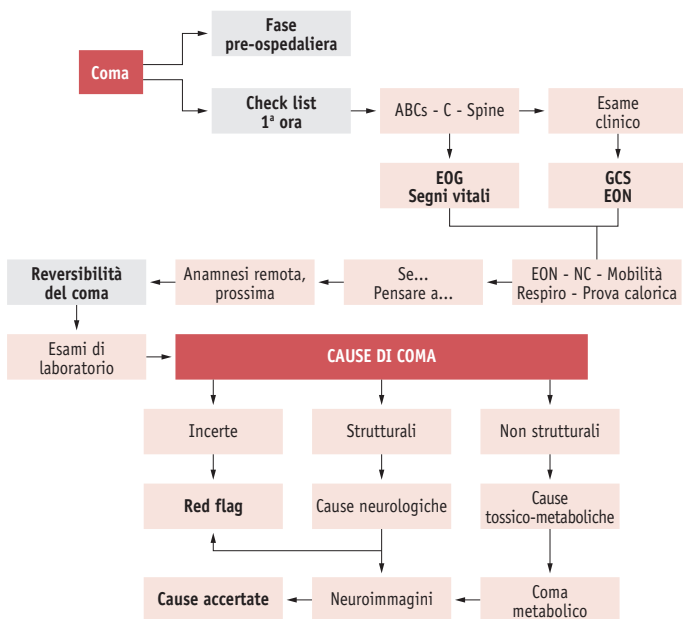 Fase
pre-ospedaliera
Coma
Check list
1ª ora
ABCs - C - Spine
Esame
clinico
EOG
Segni vitali
GCS
EON
Reversibilità
del coma
Anamnesi remota,
prossima
Se...
Pensare a...
EON - NC - Mobilità
Respiro - Prova calorica
Esami di
laboratorio
CAUSE DI COMA
Incerte
Strutturali
Non strutturali
Red flag
Cause neurologiche
Cause
tossico-metaboliche
Cause accertate
Neuroimmagini
Coma
metabolico